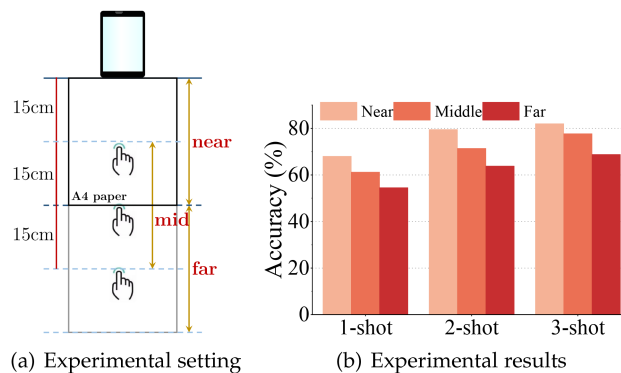 15cm
near
15cm
A4 paper
mid
15cm
far
(a) Experimental setting
Near Middle Far
Accuracy (%)
80
60
40
20
0
1-shot 2-shot 3-shot
(b) Experimental results